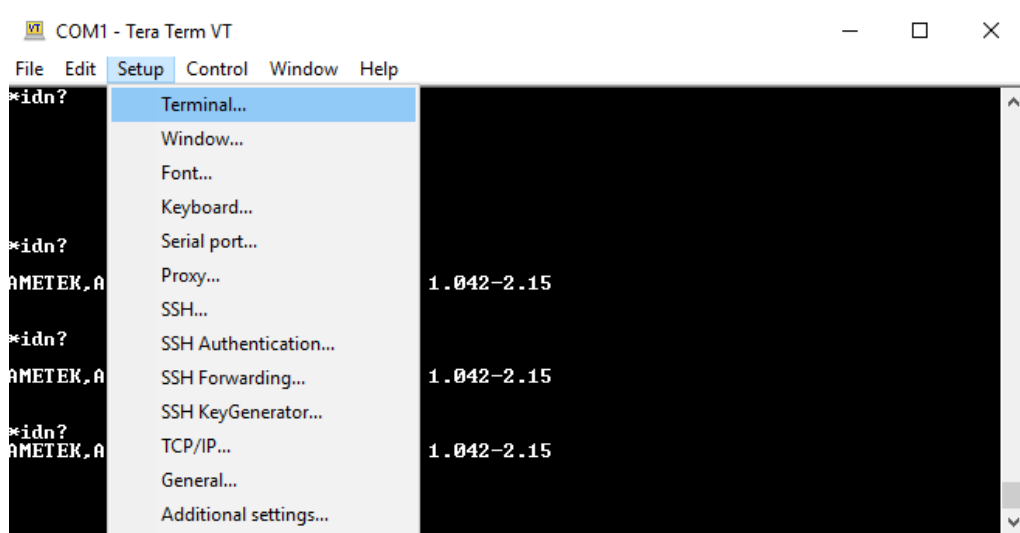 VT COM1 - Tera Term VT
File Edit Setup Control Window Help
*idn?
Terminal...
Window...
Font...
Keyboard...
*idn?
Serial port...
AMETEK,A
Proxy...
1.042-2.15
SSH...
*idn?
SSH Authentication...
AMETEK,A
SSH Forwarding...
1.042-2.15
SSH KeyGenerator...
*idn?
AMETEK,A
TCP/IP...
1.042-2.15
General...
Additional settings...